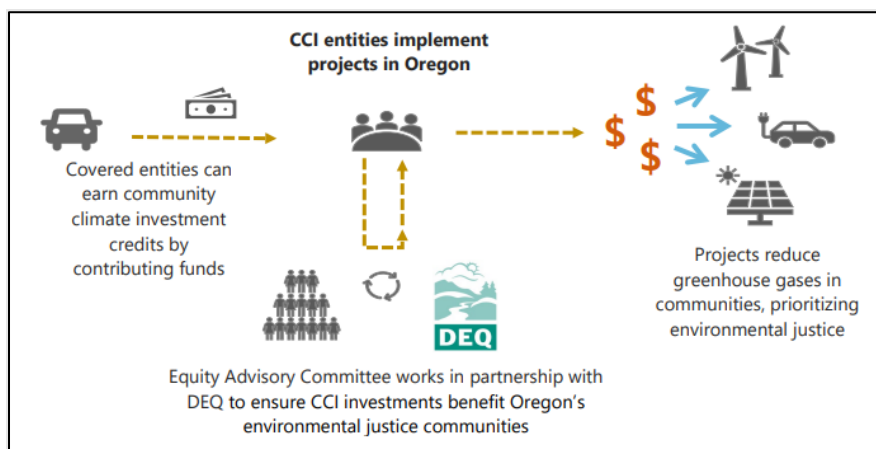 CCI entities implement
projects in Oregon
$
$
$
Covered entities can
earn community
climate investment
credits by
contributing funds
Projects reduce
greenhouse gases in
communities, prioritizing
environmental justice
DEQ
Equity Advisory Committee works in partnership with
DEQ to ensure CCI investments benefit Oregon's
environmental justice communities